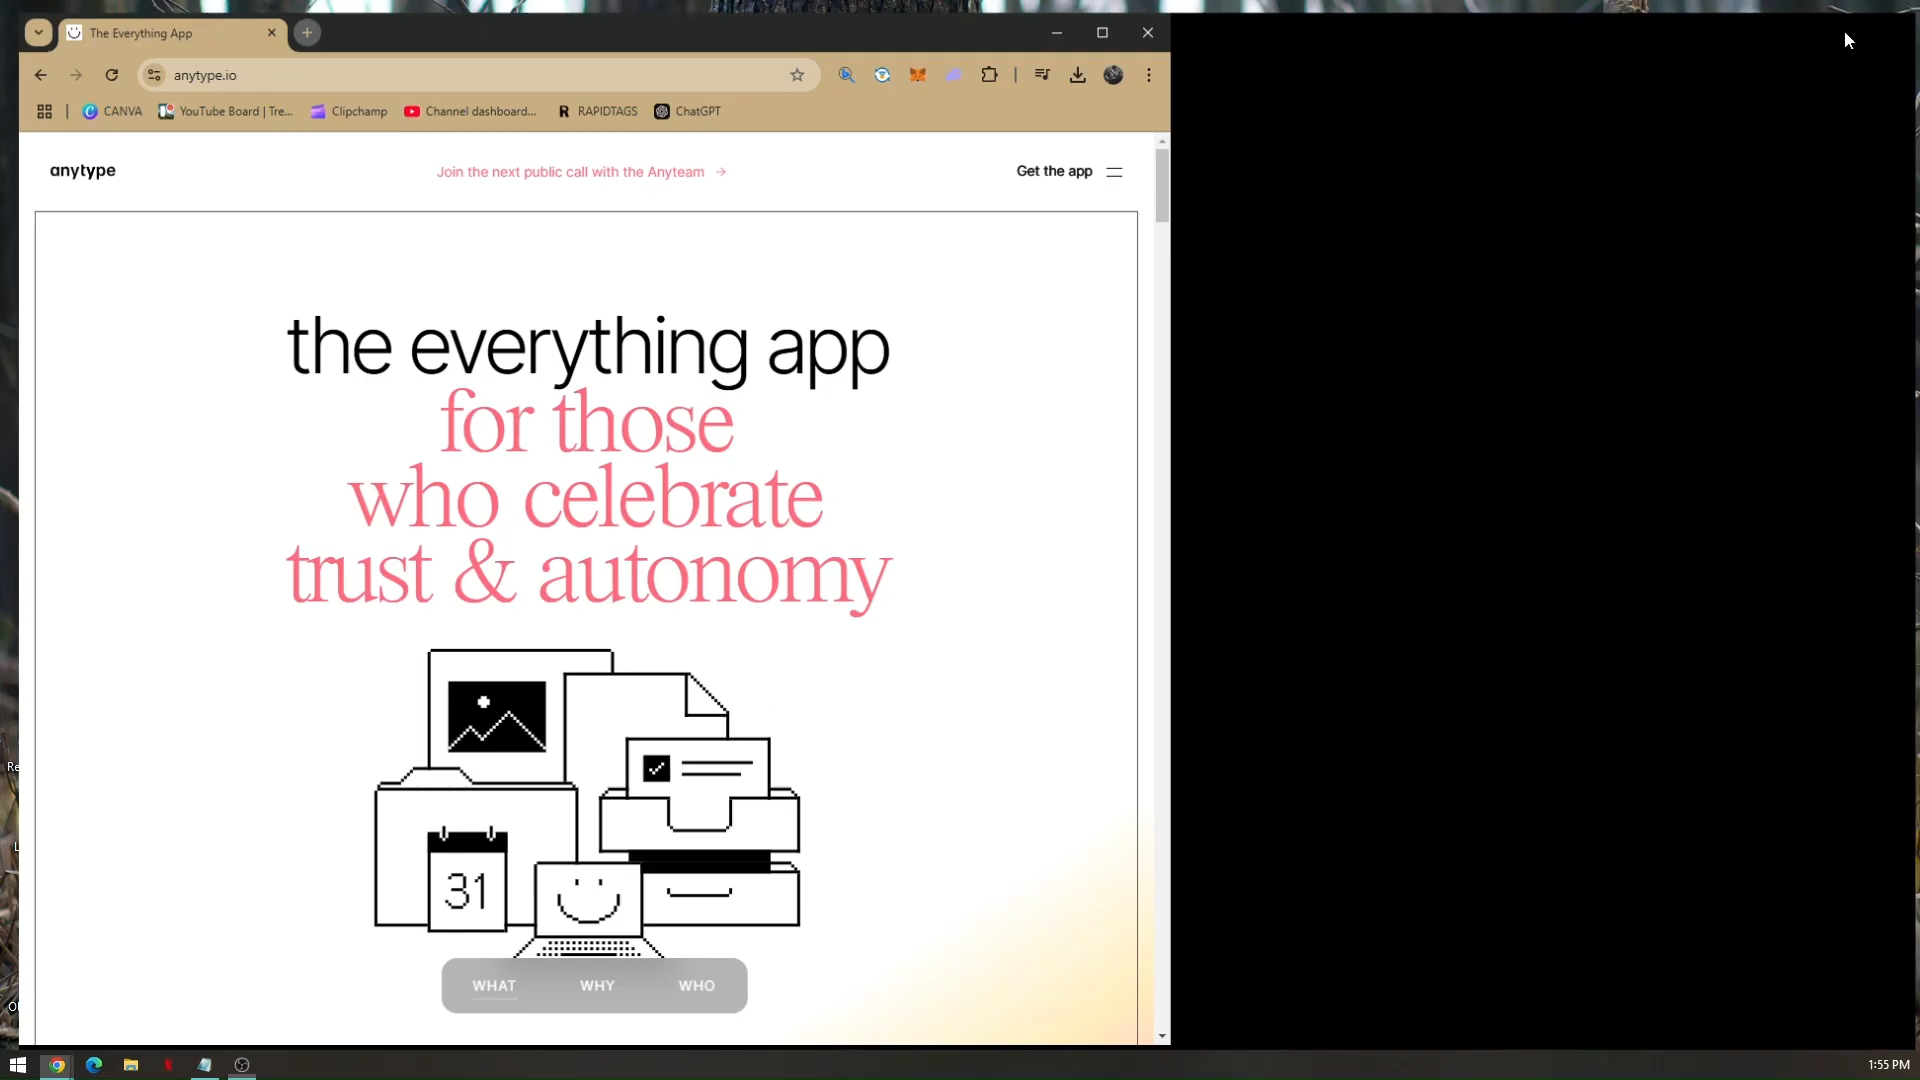 The Everything App
anytype.io
CANVA
YouTube Board | Tre...
Clipchamp
Channel dashboard...
R RAPIDTAGS
ChatGPT
anytype
Join the next public call with the Anyteam →
Get the app
the everything app
for those
who celebrate
trust & autonomy
31
WHAT
WHY
WHO
Re
1:55 PM